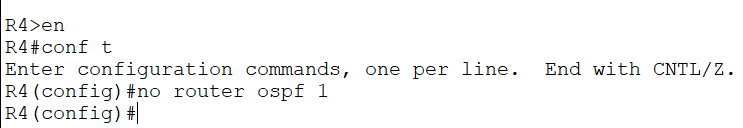 R4>en
R4#conf t
Enter configuration commands, one per line.  End with CNTL/Z.
R4(config)#no router ospf 1
R4(config)#